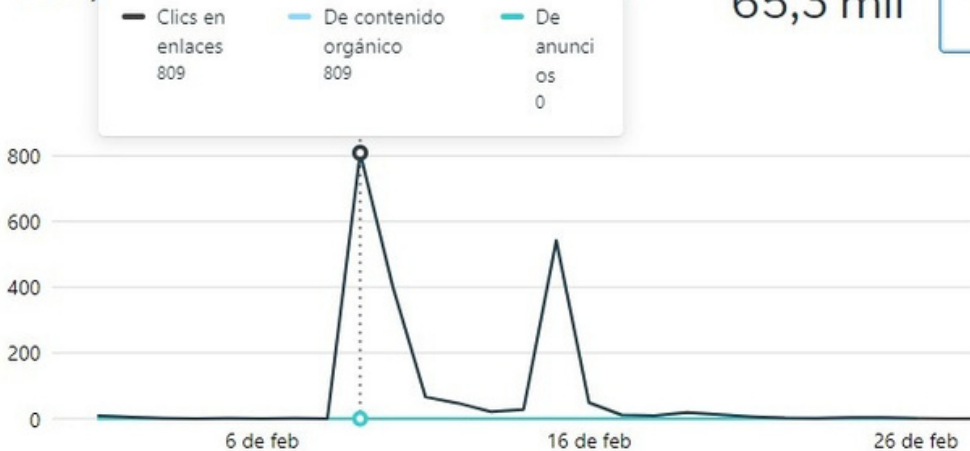 Clics en
enlaces
809
De contenido
orgánico
809
De
anunci
os
0
65,3 mil
800
600
400
200
0
6 de feb
16 de feb
26 de feb